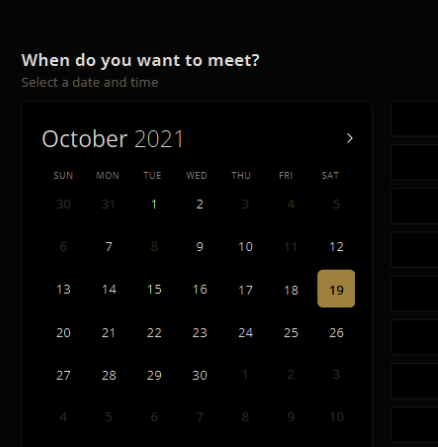 When do you want to meet?
Select a date and time
October 2021
SUN MON TUE WED THU FRI SAT
30 31 1 2 3 4 5
6 7 8 9 10 11 12
13 14 15 16 17 18 19
20 21 22 23 24 25 26
27 28 29 30 1 2 3
4 5 6 7 8 9 10